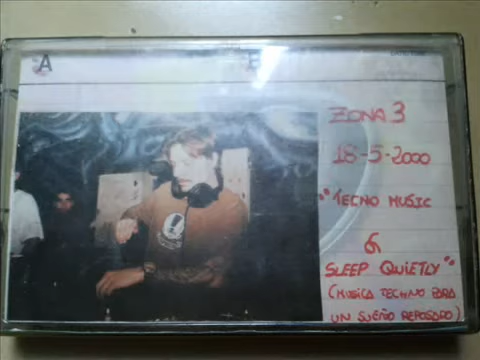 A
ZONA 3
18-5-2000
"TECNO MUSIC
&
SLEEP QUIETLY"
(MUSICA TECHNO PARA
UN SUEÑO REPOSADO)